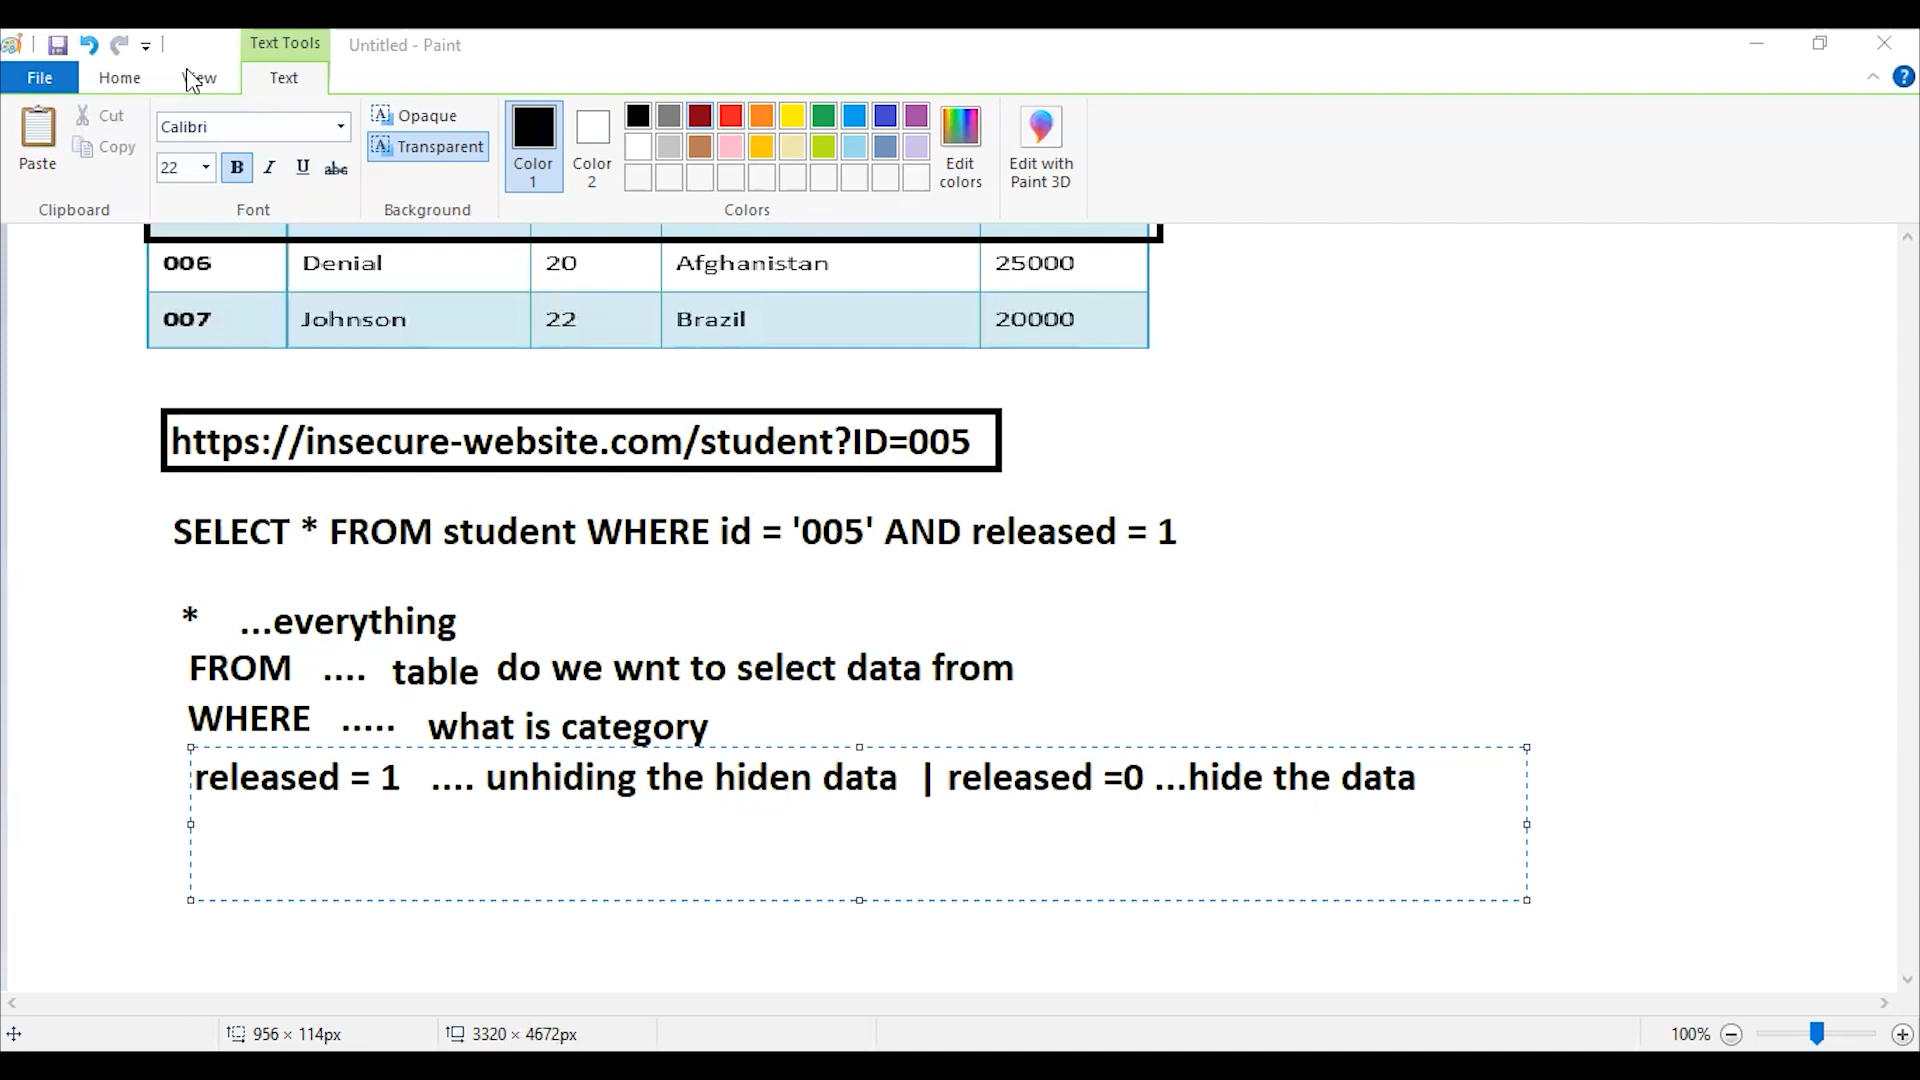 Text Tools
Untitled - Paint
File
Home
View
Text
Paste
Cut
Copy
Clipboard
Calibri
22
B I U abc
Font
Opaque
Transparent
Background
Color 1
Color 2
Colors
Edit colors
Edit with Paint 3D
006 Denial 20 Afghanistan 25000
007 Johnson 22 Brazil 20000
https://insecure-website.com/student?ID=005
SELECT * FROM student WHERE id = '005' AND released = 1
* ...everything
FROM .... table do we wnt to select data from
WHERE ..... what is category
released = 1 .... unhiding the hiden data | released =0 ...hide the data
956 × 114px
3320 × 4672px
100%